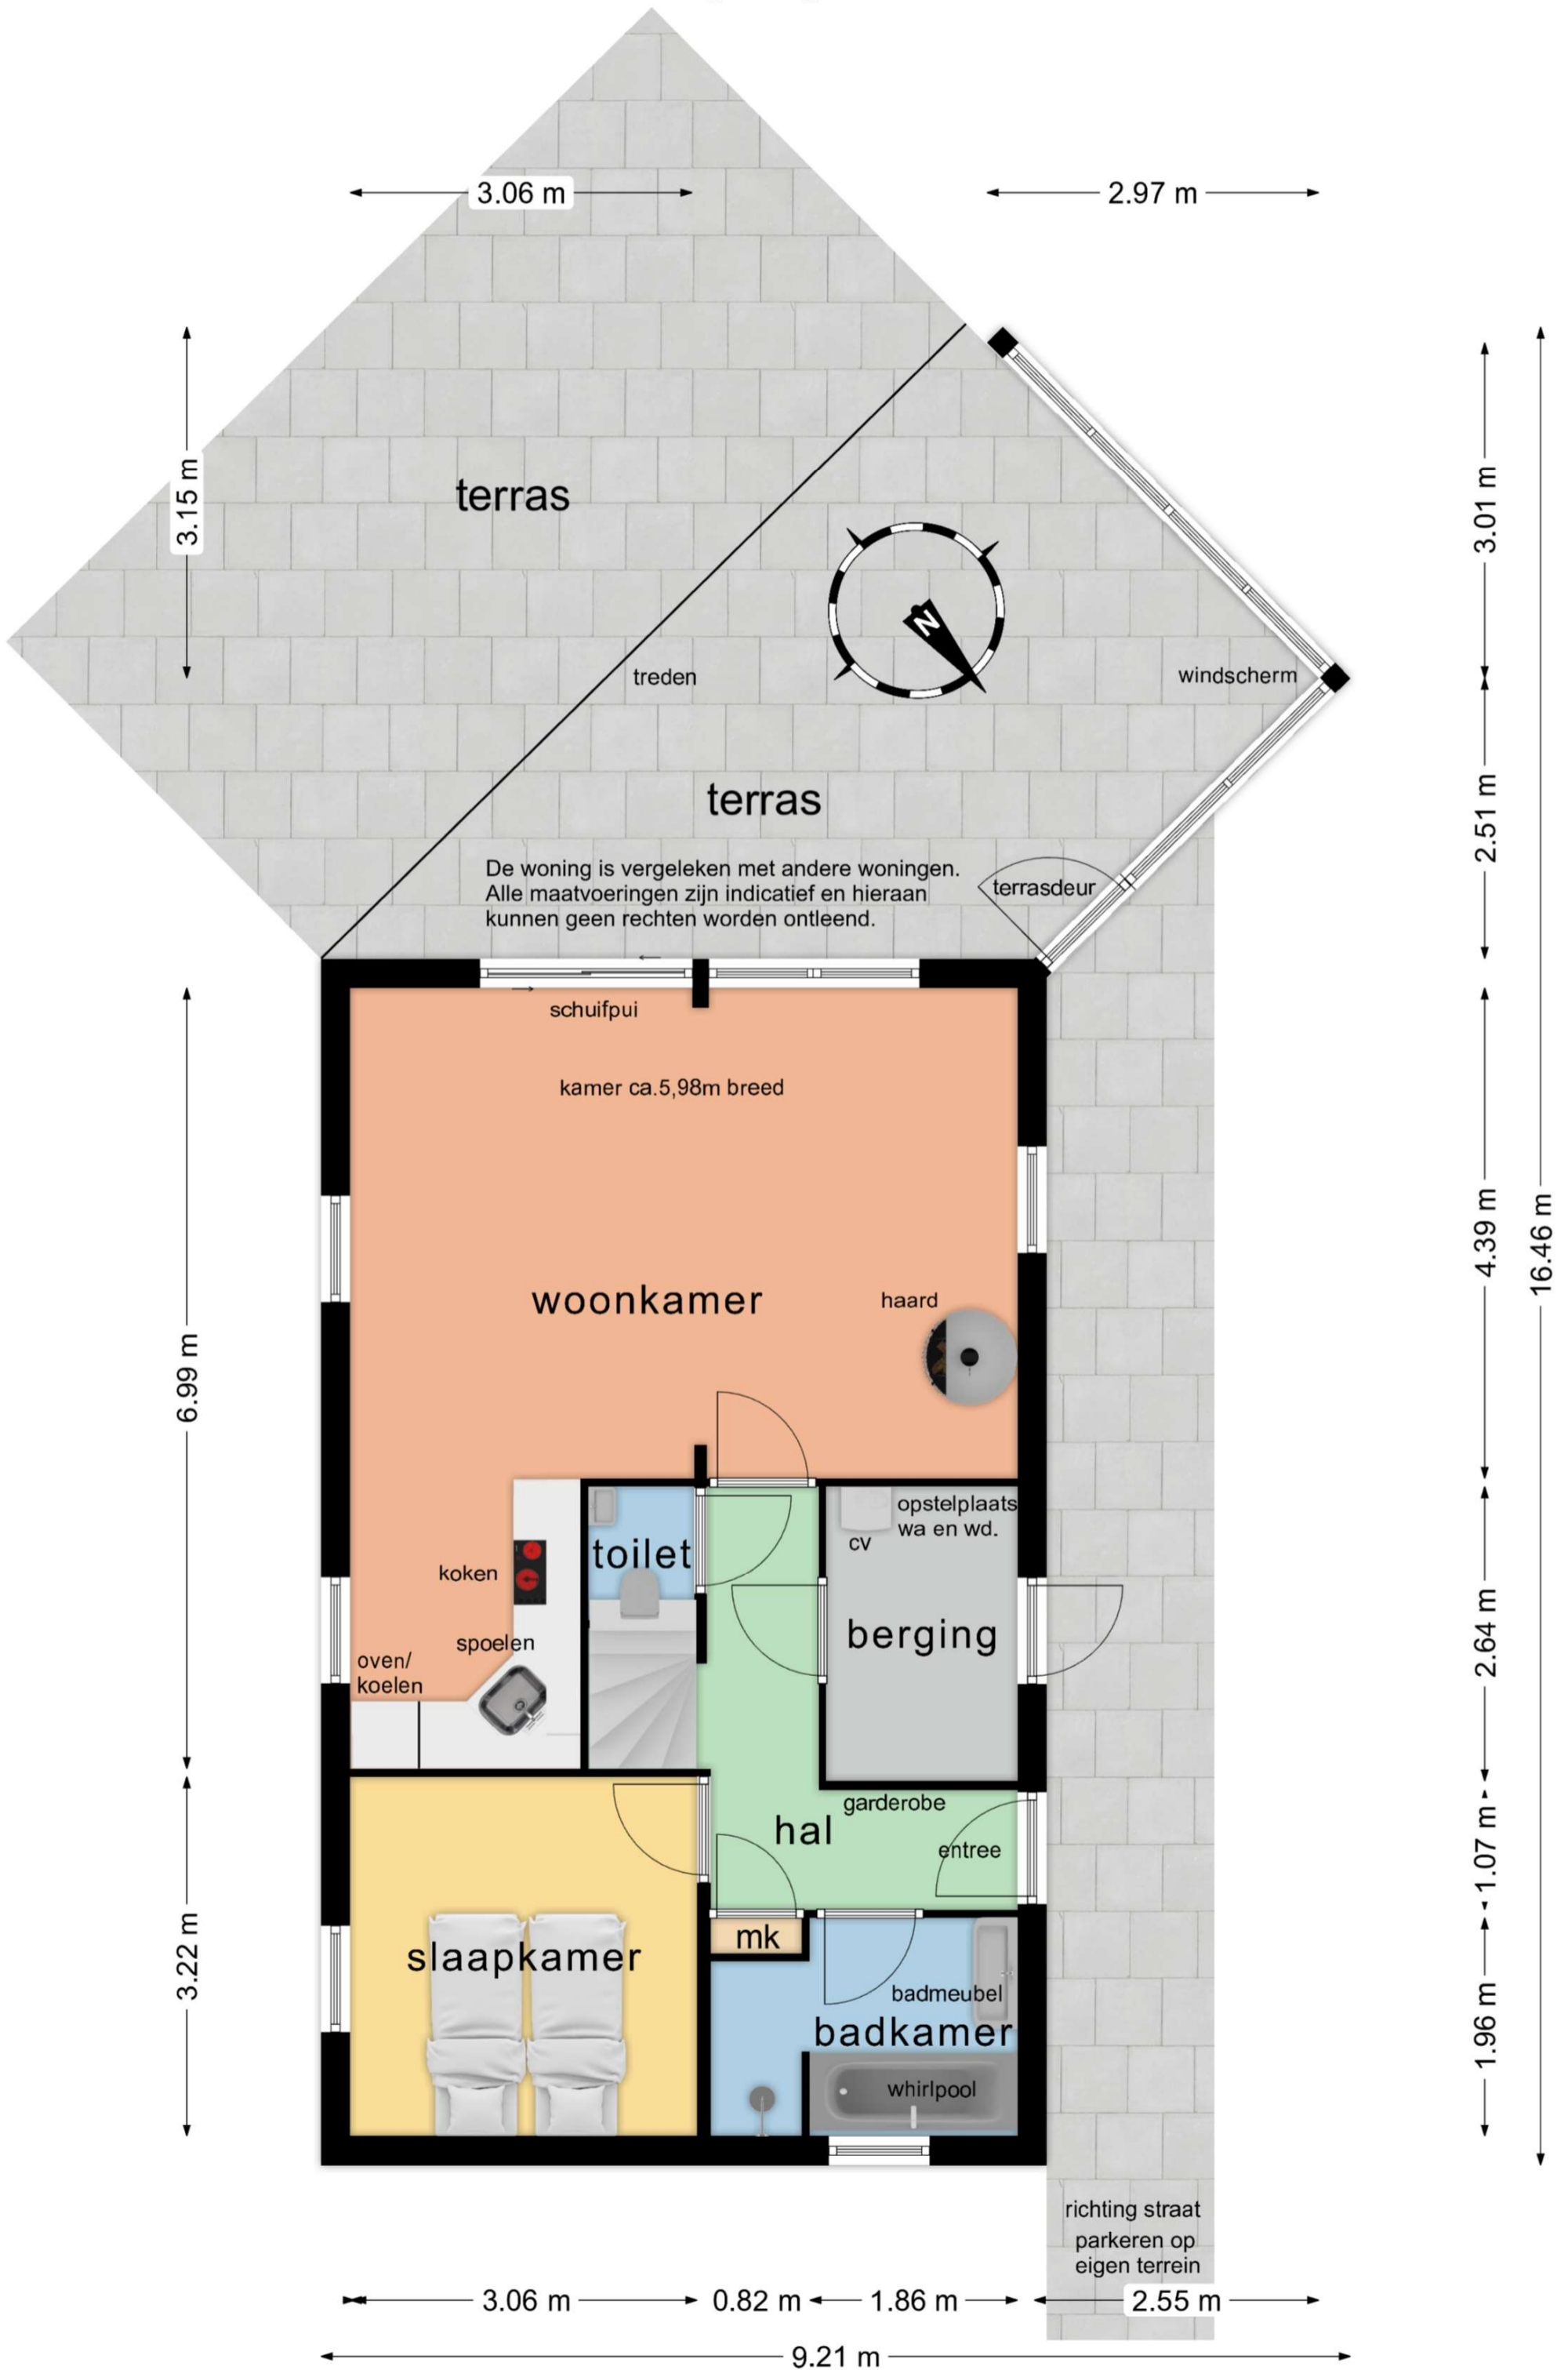 3.06 m
2.97 m
3.15 m
terras
3.01 m
N
treden
windscherm
2.51 m
terras
De woning is vergeleken met andere woningen.
Alle maatvoeringen zijn indicatief en hieraan
kunnen geen rechten worden ontleend.
terrasdeur
schuifpui
kamer ca.5,98m breed
woonkamer
haard
4.39 m
16.46 m
6.99 m
opstelplaats
wa en wd.
cv
toilet
koken
berging
spoelen
oven/
koelen
2.64 m
garderobe
hal
entree
1.07 m
mk
slaapkamer
3.22 m
badmeubel
badkamer
whirlpool
1.96 m
richting straat
parkeren op
eigen terrein
3.06 m
0.82 m
1.86 m
2.55 m
9.21 m